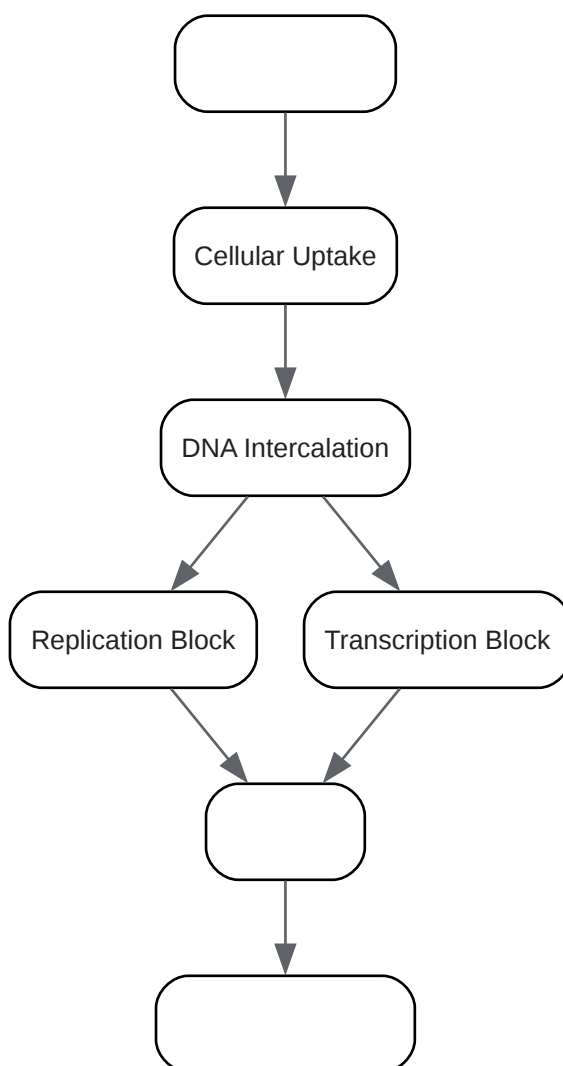 Cellular Uptake
DNA Intercalation
Replication Block
Transcription Block